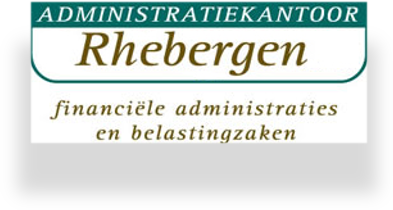 ADMINISTRATIEKANTOOR
Rhebergen
financiële administraties
en belastingzaken